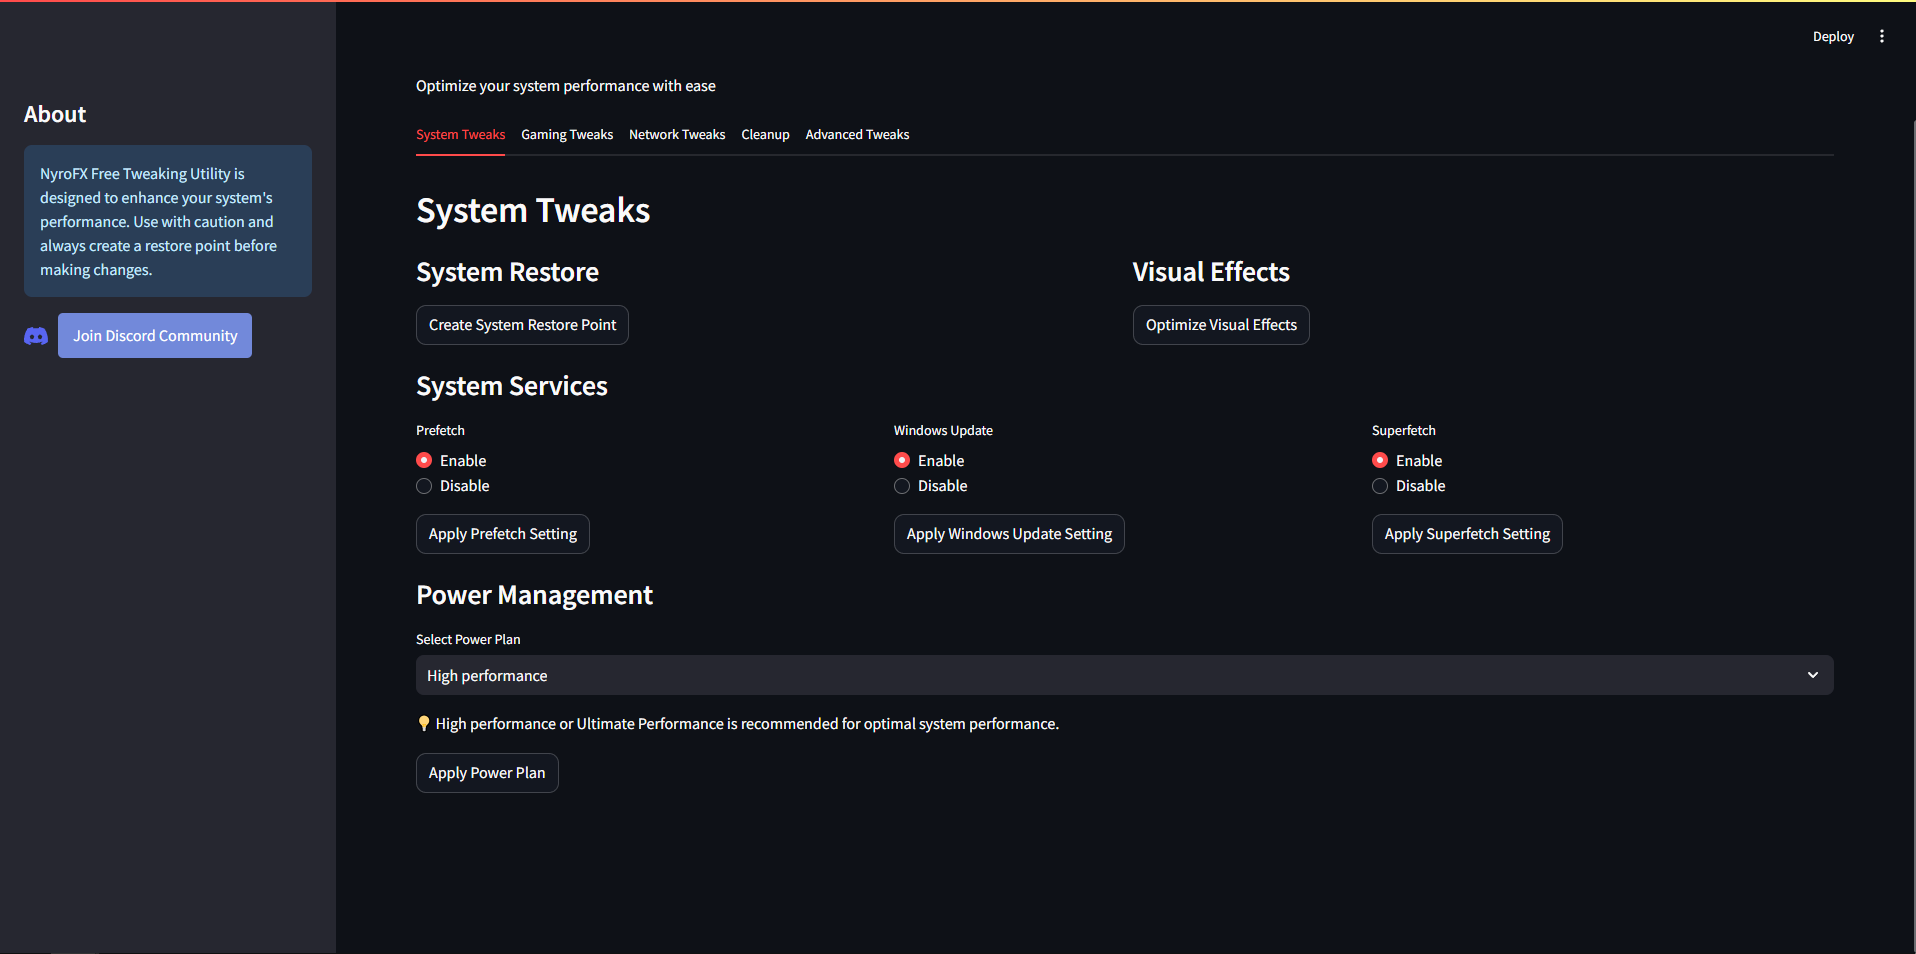 Deploy
About
NyroFX Free Tweaking Utility is
designed to enhance your system's
performance. Use with caution and
always create a restore point before
making changes.
Join Discord Community
Optimize your system performance with ease
System Tweaks
Gaming Tweaks
Network Tweaks
Cleanup
Advanced Tweaks
System Tweaks
System Restore
Create System Restore Point
Visual Effects
Optimize Visual Effects
System Services
Prefetch
Enable
Disable
Apply Prefetch Setting
Windows Update
Enable
Disable
Apply Windows Update Setting
Superfetch
Enable
Disable
Apply Superfetch Setting
Power Management
Select Power Plan
High performance
💡 High performance or Ultimate Performance is recommended for optimal system performance.
Apply Power Plan